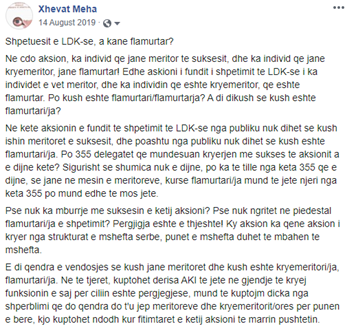 Xhevat Meha
14 August 2019 ·
Shpetuesit e LDK-se, a kane flamurtar?
Ne cdo aksion, ka individ qe jane meritor te suksesit, dhe ka individ qe jane
kryemeritor, jane flamurtar! Edhe askioni i fundit i shpetimit te LDK-se i ka
individet e vet meritor, dhe ka individin qe eshte kryemeritor, qe eshte
flamurtar. Po kush eshte flamurtari/flamurtarja? A di dikush se kush eshte
flamurtari/ja?
Ne kete aksionin e fundit te shpetimit te LDK-se nga publiku nuk dihet se kush
ishin meritoret e suksesit, dhe poashtu nga publiku nuk dihet se kush eshte
flamurtari/ja. Po 355 delegatet qe mundesuan kryerjen me sukses te aksionit a
e dijne kete? Sigurisht se shumica nuk e dijne, po ka te tille nga keta 355 qe e
dijne, se jane ne mesin e meritoreve, kurse flamurtari/ja mund te jete njeri nga
keta 355 po mund edhe te mos jete.
Pse nuk ka mburrje me suksesin e ketij aksioni? Pse nuk ngritet ne piedestal
flamurtari/ja e shpetimit? Pergjigja eshte e thjeshte! Ky aksion ka qene aksion i
kryer nga strukturat e mshefta serbe, punet e mshefta duhet te mbahen te
mshefta.
E di qendra e vendosjes se kush jane meritoret dhe kush eshte kryemeritori/ja,
flamurtari/ja. Ne te tjeret, kuptohet derisa AKI te jete ne gjendje te kryej
funksionin e saj per ciliin eshte pergjegjese, mund te kuptojm dicka nga
shperblimi qe do qendra do t'u jep meritoreve dhe kryemeritorit/ores per punen
e bere, kjo kuptohet ndodh kur fitimtaret e ketij aksioni te marrin pushtetin.